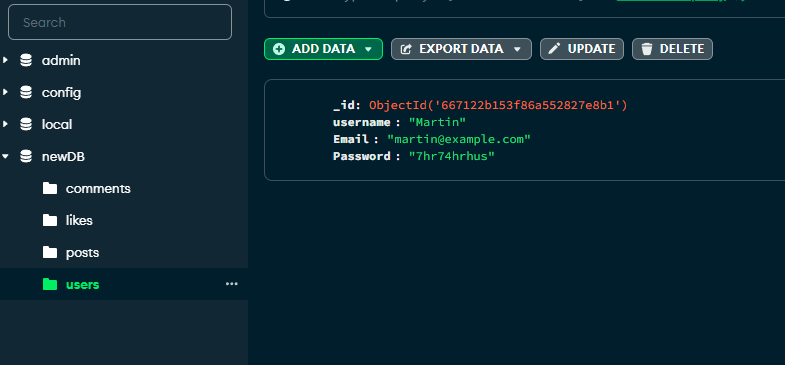 Search
admin
config
local
newDB
comments
likes
posts
users
ADD DATA
EXPORT DATA
UPDATE
DELETE
_id: ObjectId('667122b153f86a552827e8b1')
username : "Martin"
Email : "martin@example.com"
Password : "7hr74hrhus"